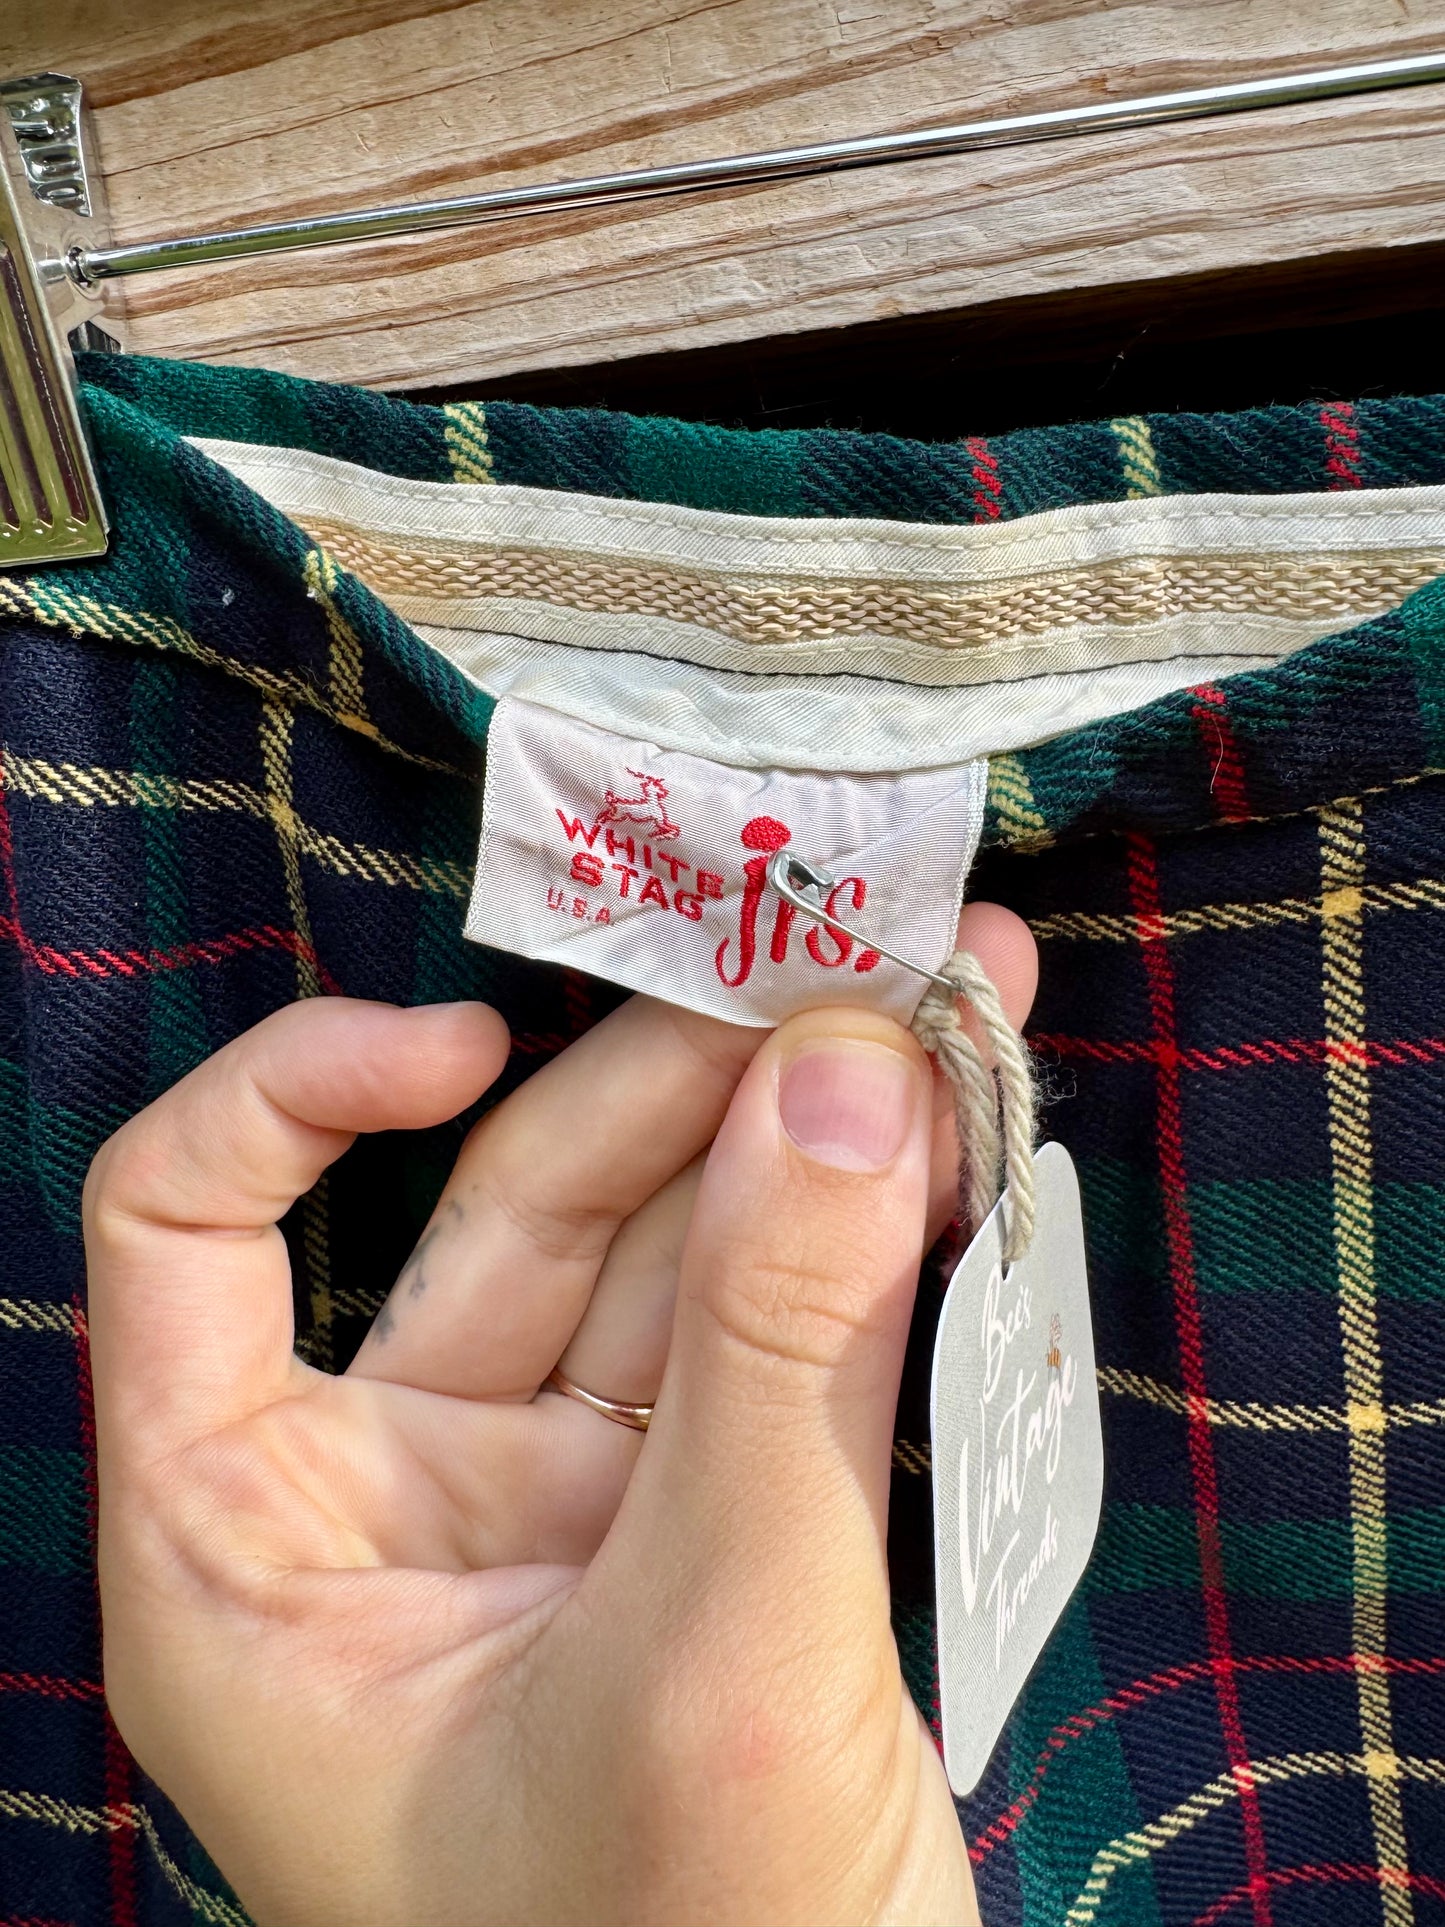 WHITE
STAG
U.S.A
jrs.
Bee's
Vintage
Threads